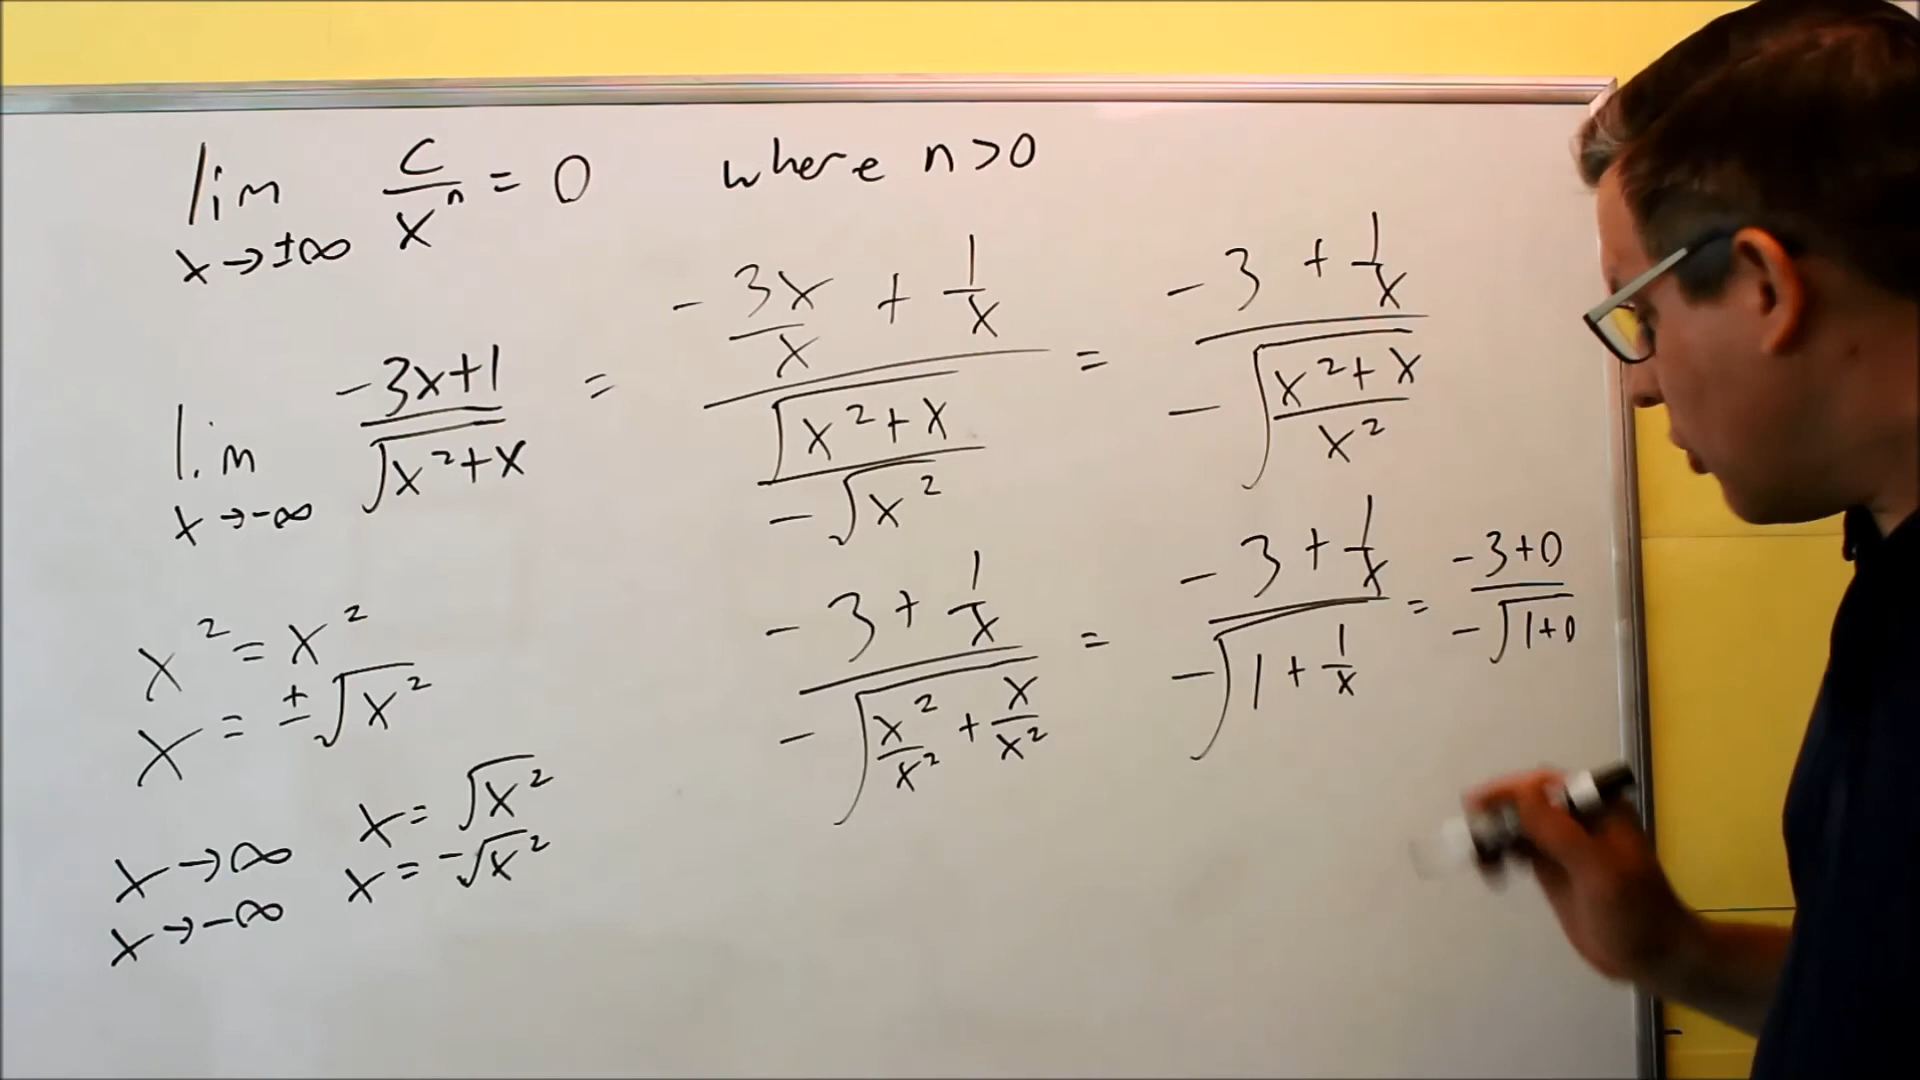 lim x→±∞ c/xⁿ = 0 where n>0
lim x→-∞ (-3x+1)/√(x²+x) = (-3x/x + 1/x)/(√(x²+x)/-√(x²)) = (-3 + 1/x)/(-√((x²+x)/x²))
(-3 + 1/x)/(-√(x²/x² + x/x²)) = (-3 + 1/x)/(-√(1 + 1/x)) = (-3+0)/(-√(1+0))
x² = x²
x = ±√(x²)
x→∞ x = √(x²)
x→-∞ x = -√(x²)